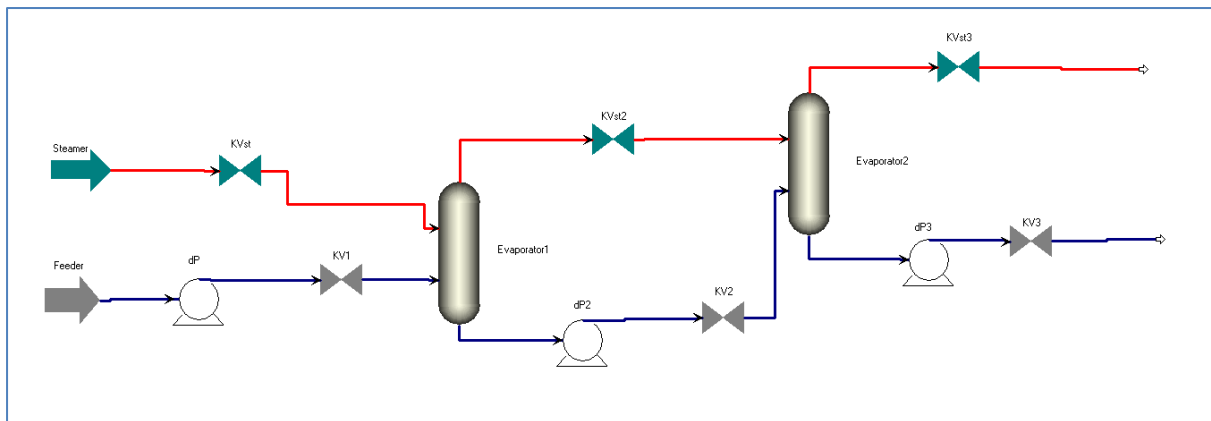 KVst3
KVst2
Steamer
KVst
Evaporator2
Evaporator1
dP3
KV3
Feeder
dP
KV1
dP2
KV2